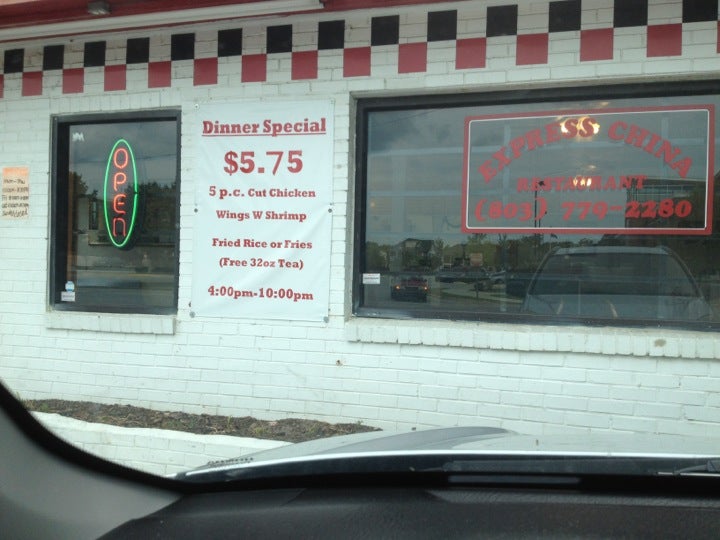 OPEN
Dinner Special
$5.75
5 p.c. Cut Chicken
Wings W Shrimp
Fried Rice or Fries
(Free 32oz Tea)
4:00pm-10:00pm
EXPRESS CHINA
RESTAURANT
(803) 779-2280